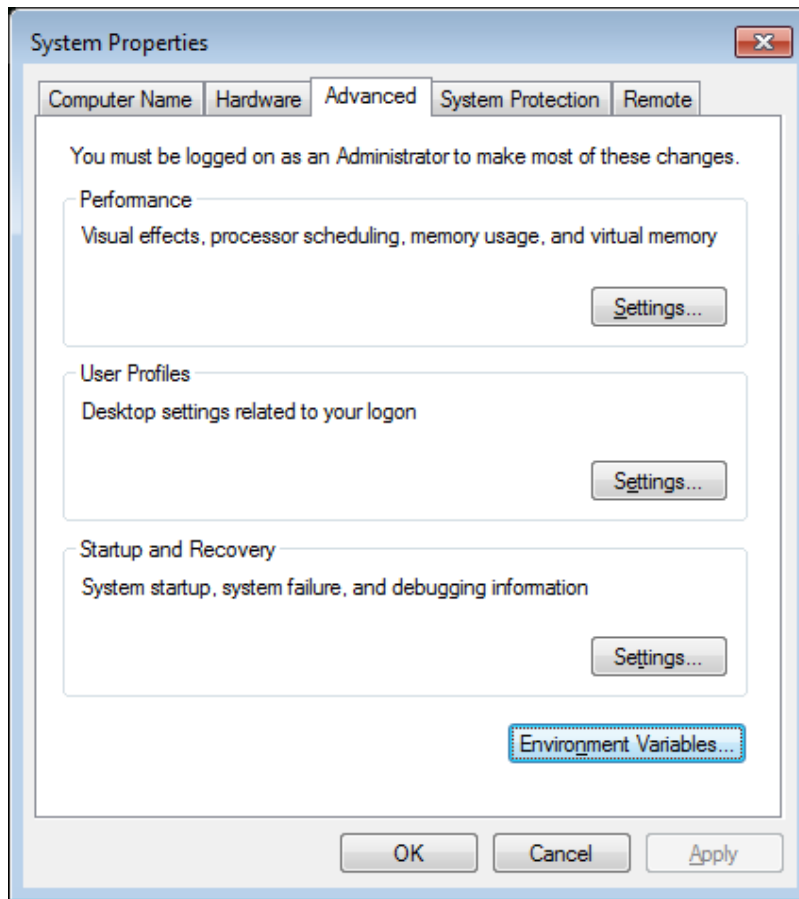 System Properties
Computer Name Hardware Advanced System Protection Remote
You must be logged on as an Administrator to make most of these changes.
Performance
Visual effects, processor scheduling, memory usage, and virtual memory
Settings...
User Profiles
Desktop settings related to your logon
Settings...
Startup and Recovery
System startup, system failure, and debugging information
Settings...
Environment Variables...
OK Cancel Apply